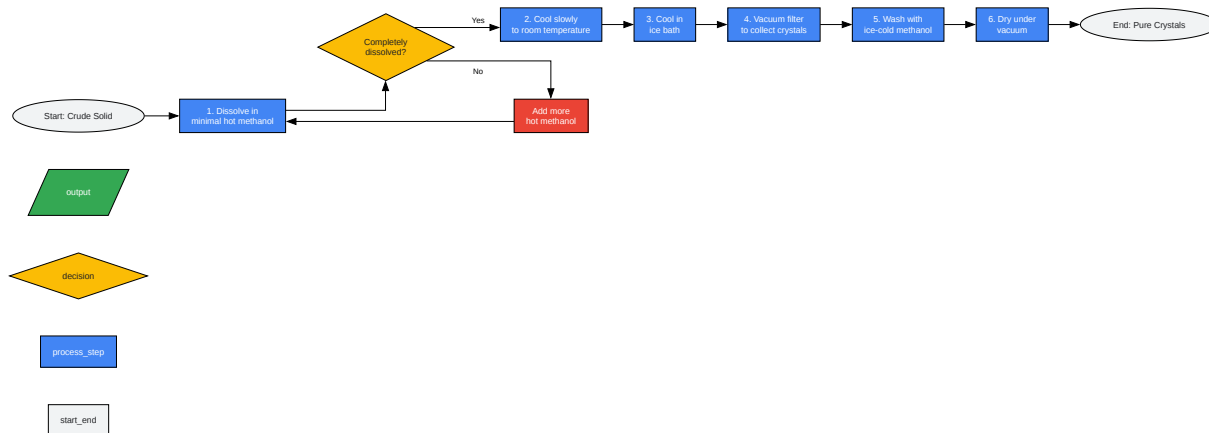 Start: Crude Solid
1. Dissolve in
minimal hot methanol
Completely
dissolved?
Yes
No
Add more
hot methanol
2. Cool slowly
to room temperature
3. Cool in
ice bath
4. Vacuum filter
to collect crystals
5. Wash with
ice-cold methanol
6. Dry under
vacuum
End: Pure Crystals
output
decision
process_step
start_end